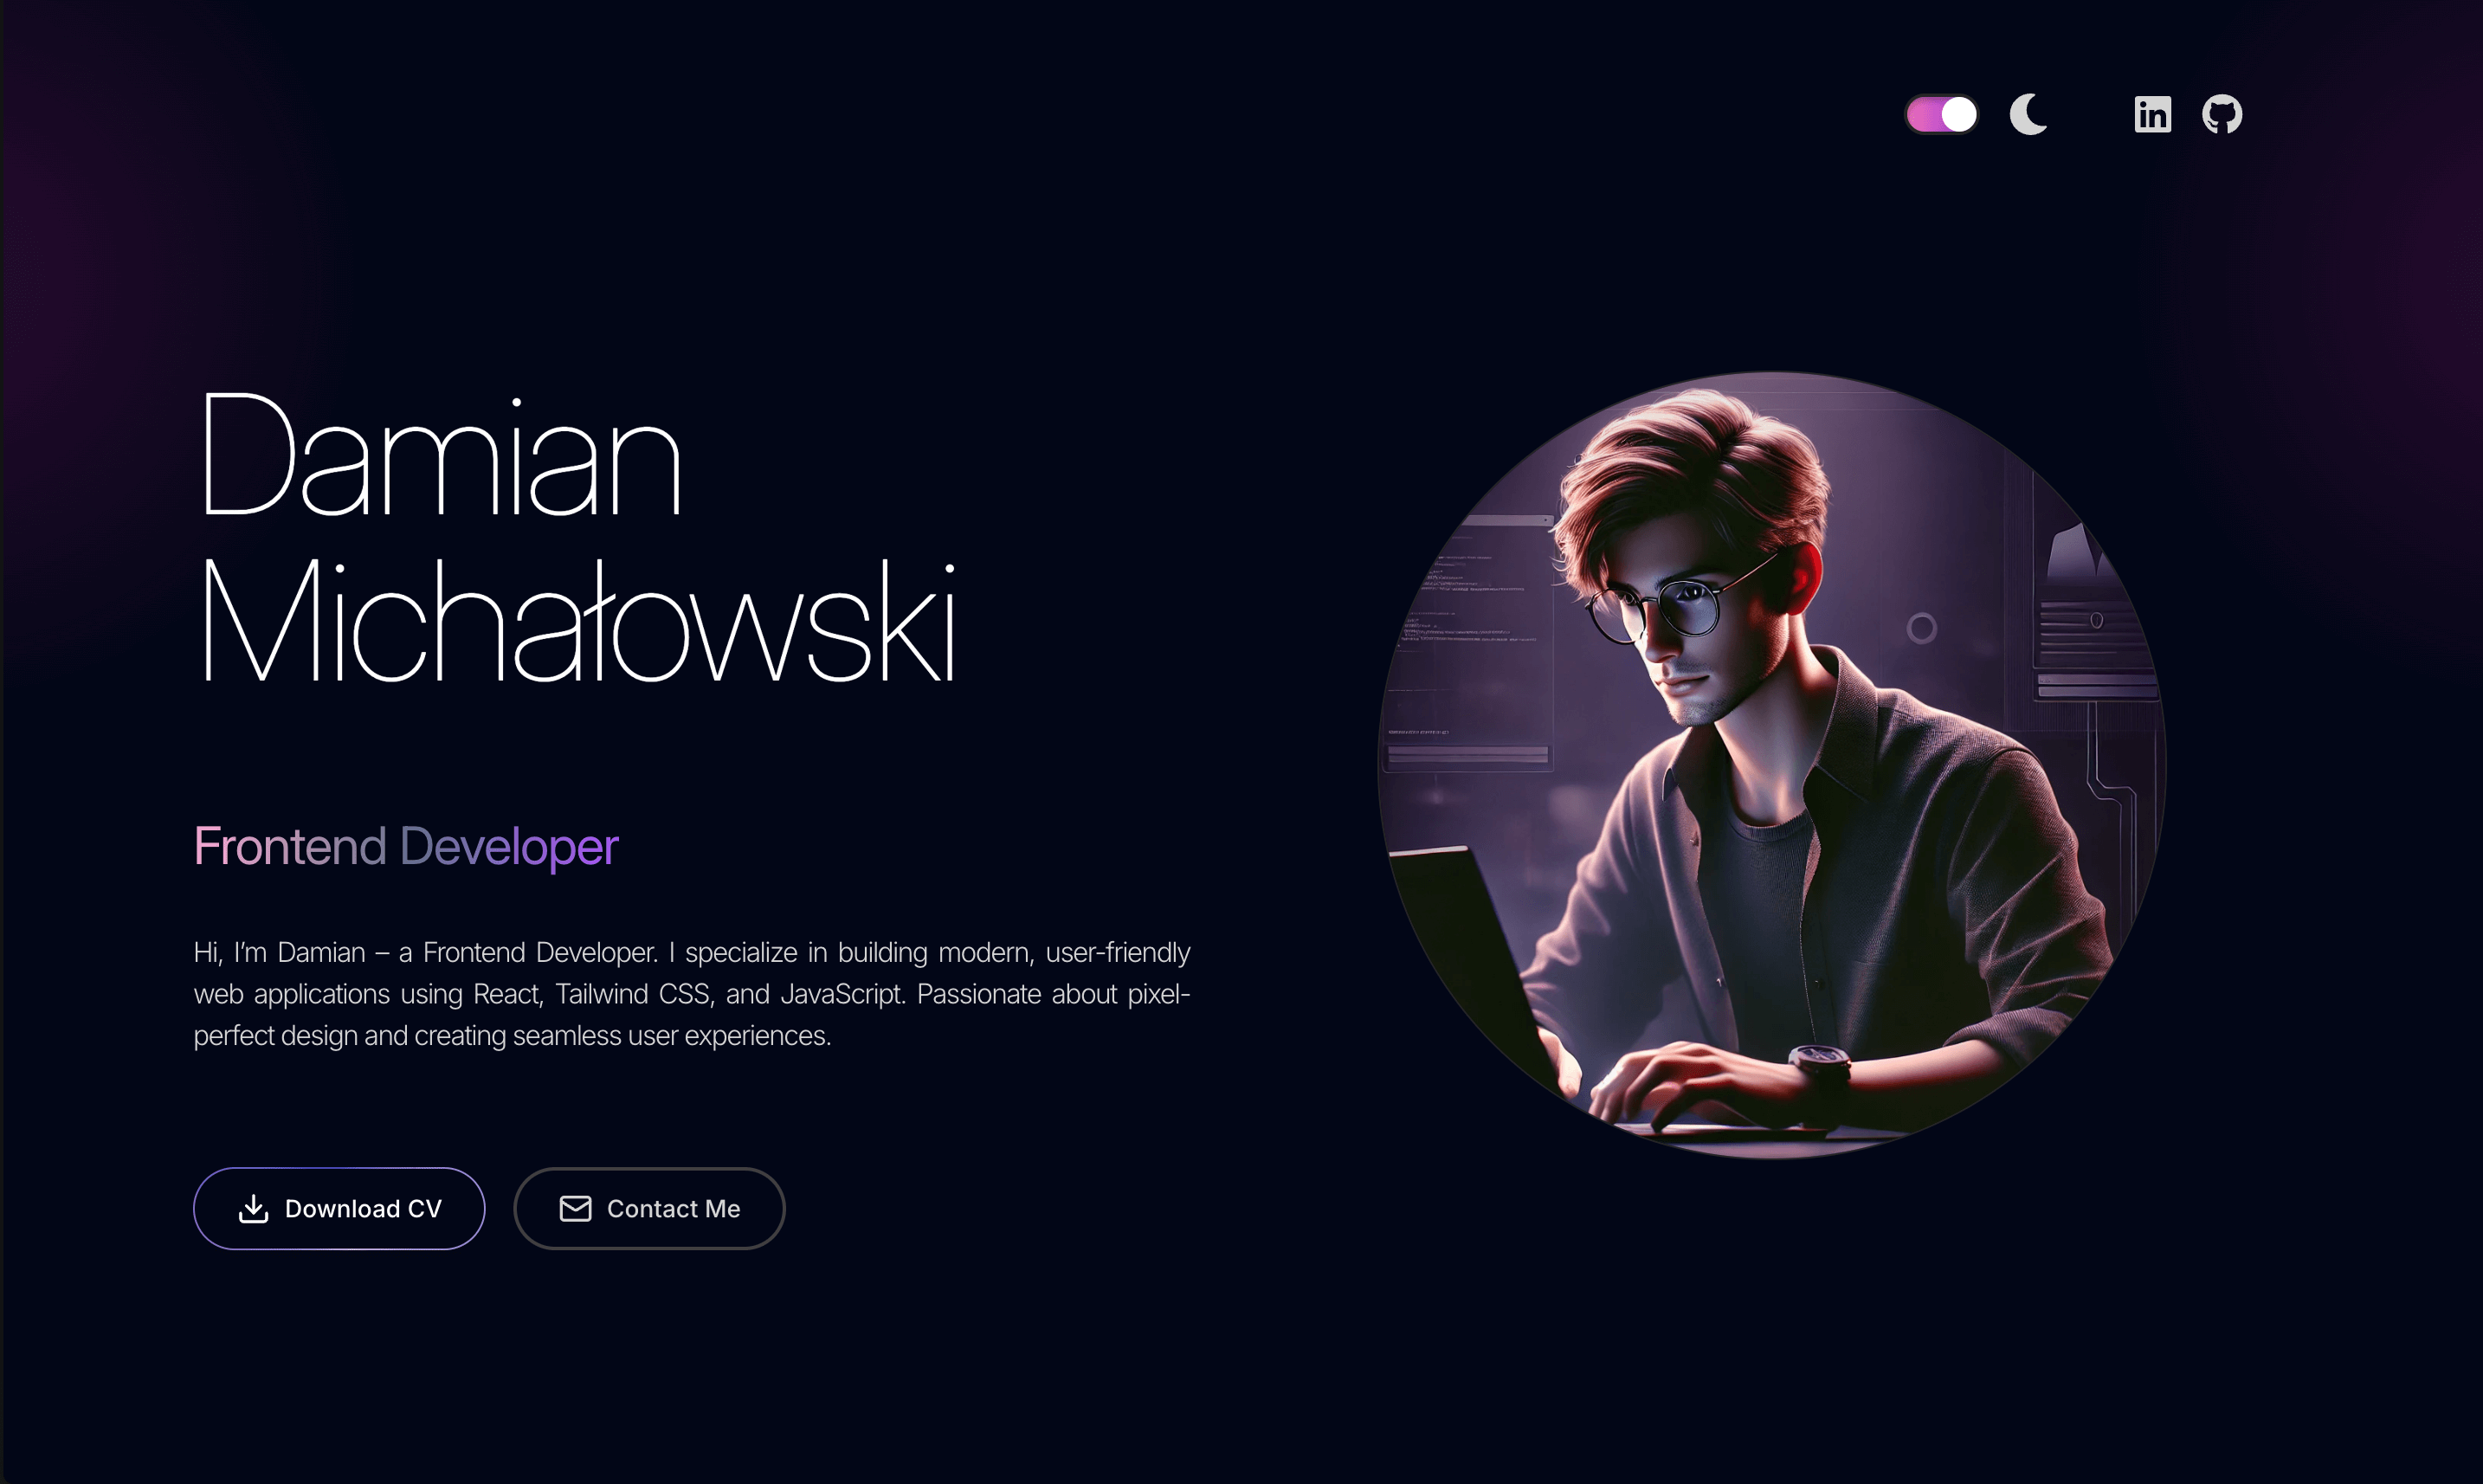 in
Damian
Michałowski
Frontend Developer
Hi, I’m Damian – a Frontend Developer. I specialize in building modern, user-friendly
web applications using React, Tailwind CSS, and JavaScript. Passionate about pixel-
perfect design and creating seamless user experiences.
Download CV
Contact Me